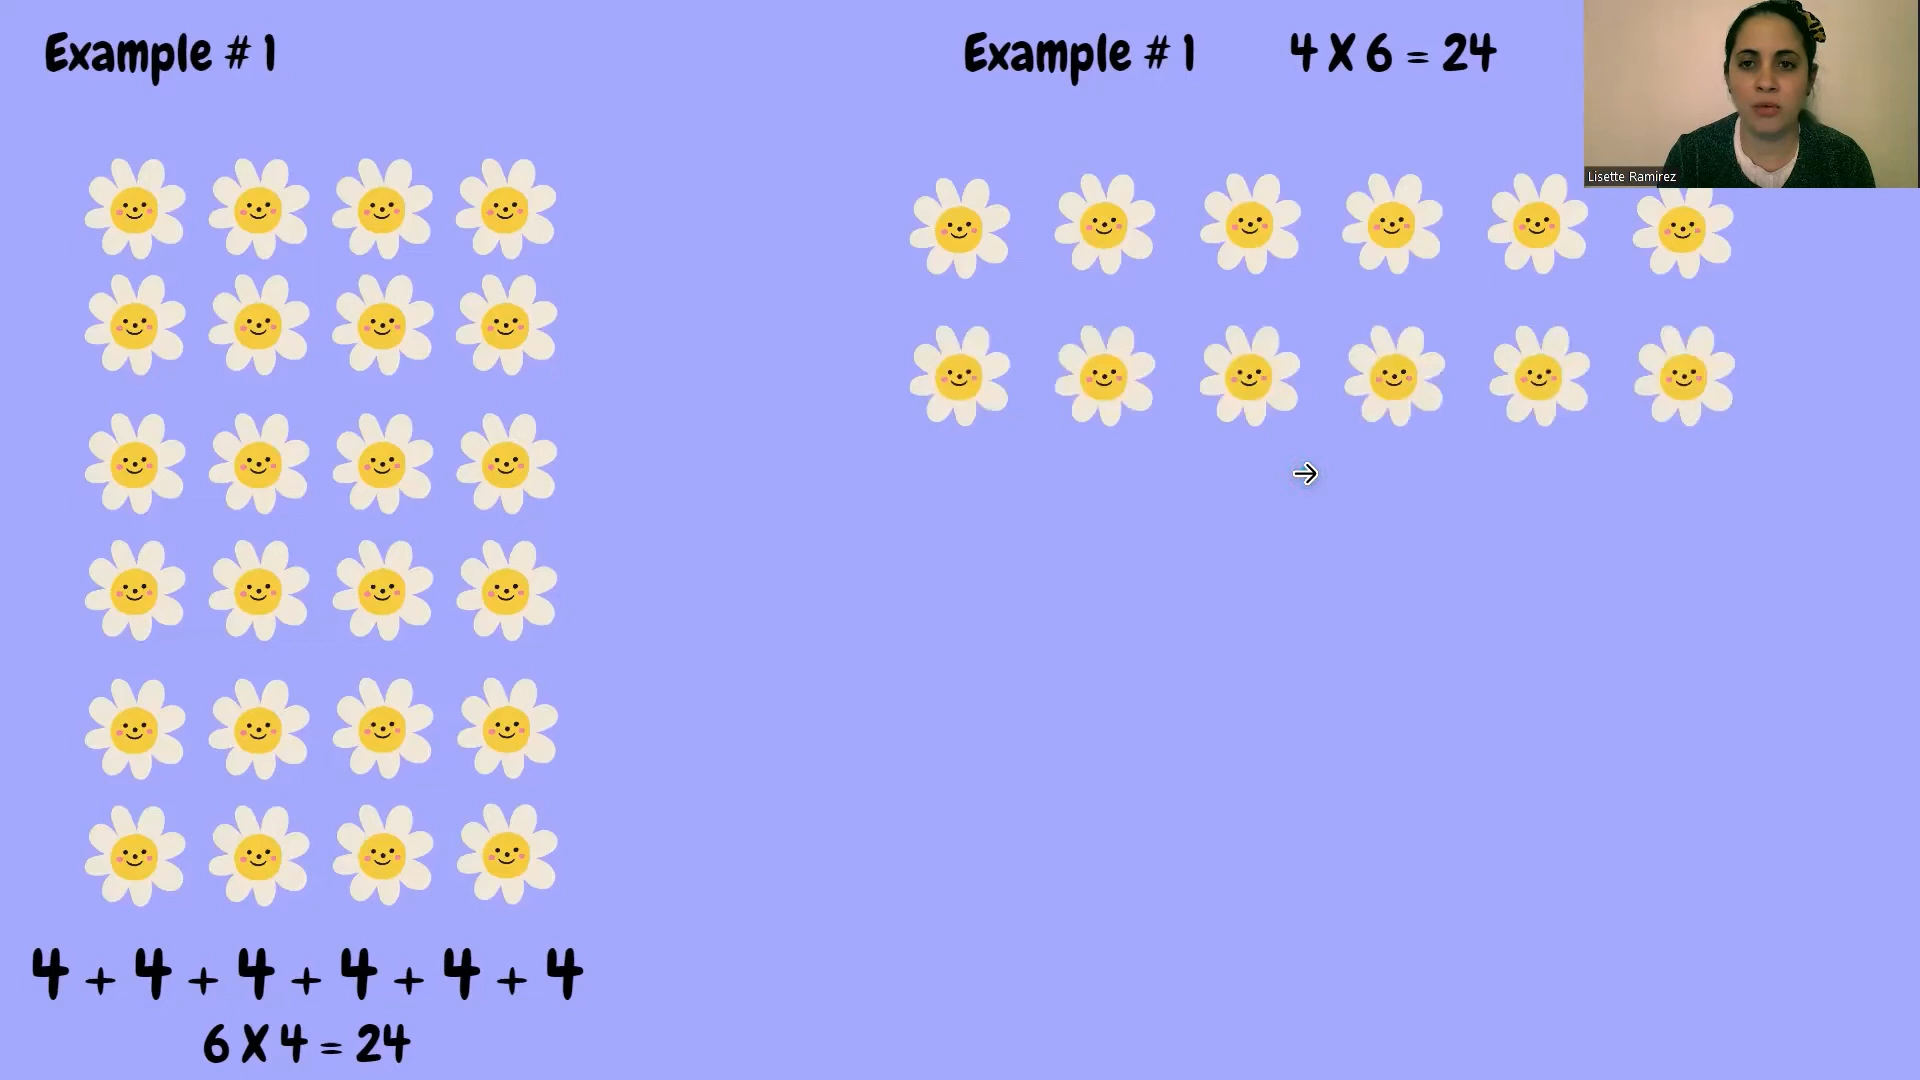 Example # 1
4 + 4 + 4 + 4 + 4 + 4
6 X 4 = 24
Example # 1 4 X 6 = 24
Lisette Ramirez